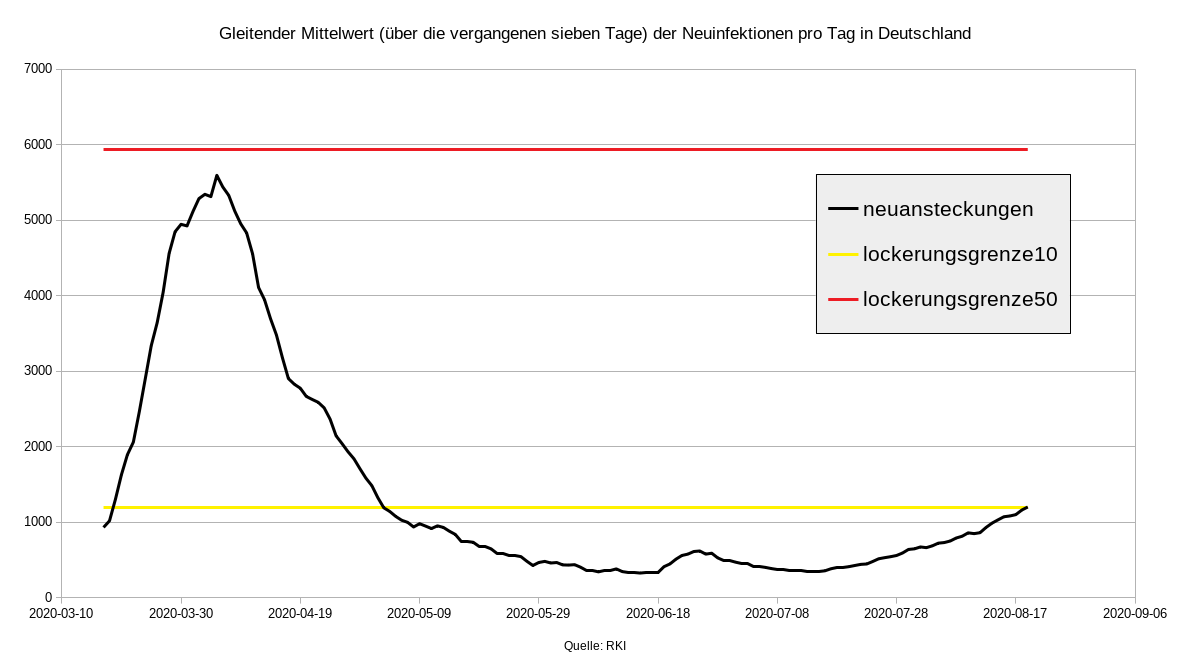 Gleitender Mittelwert (über die vergangenen sieben Tage) der Neuinfektionen pro Tag in Deutschland
7000
6000
5000
4000
3000
2000
1000
0
neuansteckungen
lockerungsgrenze10
lockerungsgrenze50
2020-03-10 2020-03-30 2020-04-19 2020-05-09 2020-05-29 2020-06-18 2020-07-08 2020-07-28 2020-08-17 2020-09-06
Quelle: RKI